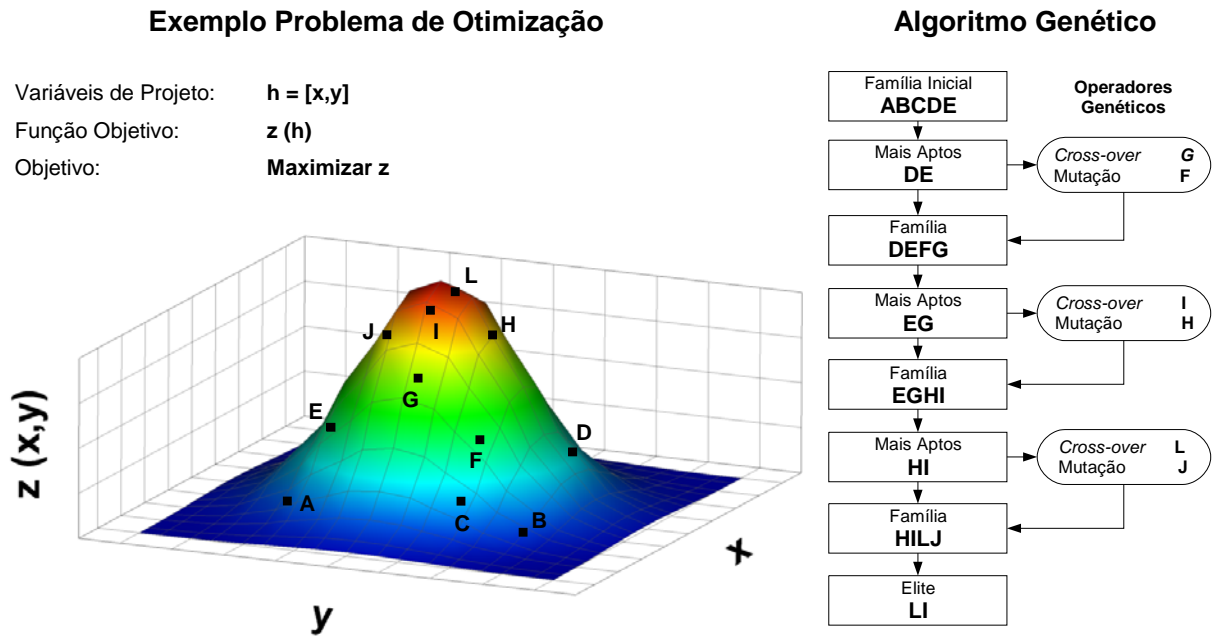 Exemplo Problema de Otimização
Variáveis de Projeto: h = [x,y]
Função Objetivo: z (h)
Objetivo: Maximizar z
L
J
I
H
G
E
F
D
A
C
B
z (x,y)
y
x
Algoritmo Genético
Operadores
Genéticos
Família Inicial
ABCDE
Mais Aptos
DE
Cross-over G
Mutação F
Família
DEFG
Mais Aptos
EG
Cross-over I
Mutação H
Família
EGHI
Mais Aptos
HI
Cross-over L
Mutação J
Família
HILJ
Elite
LI